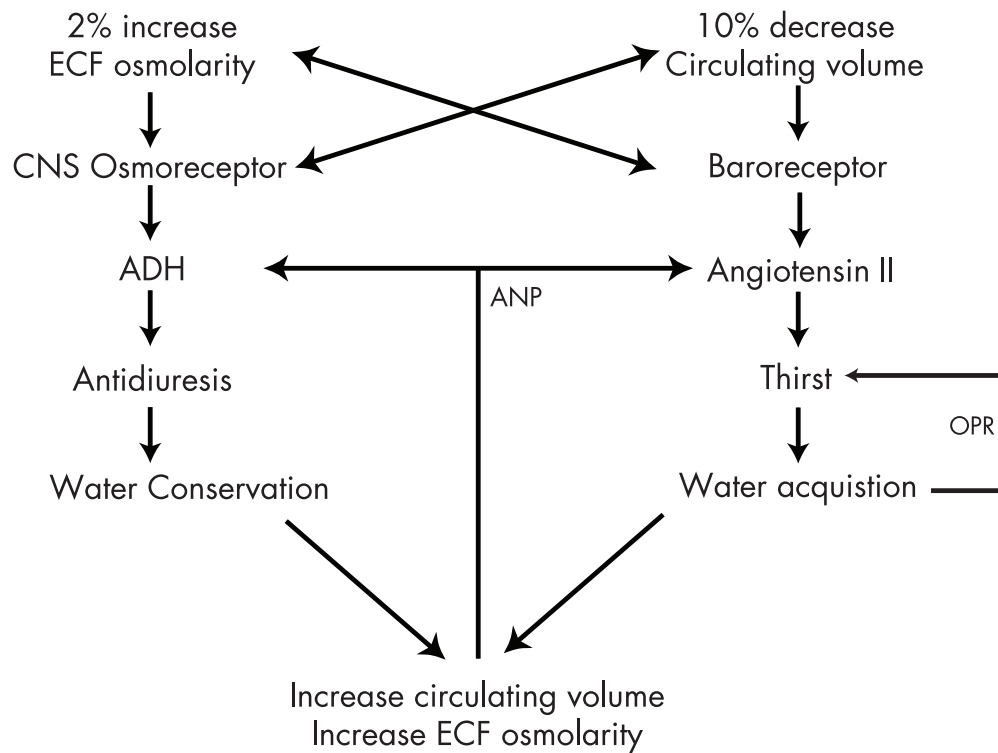 2% increase
ECF osmolarity
10% decrease
Circulating volume
CNS Osmoreceptor
Baroreceptor
ADH
Angiotensin II
ANP
Antidiuresis
Thirst
OPR
Water Conservation
Water acquistion
Increase circulating volume
Increase ECF osmolarity